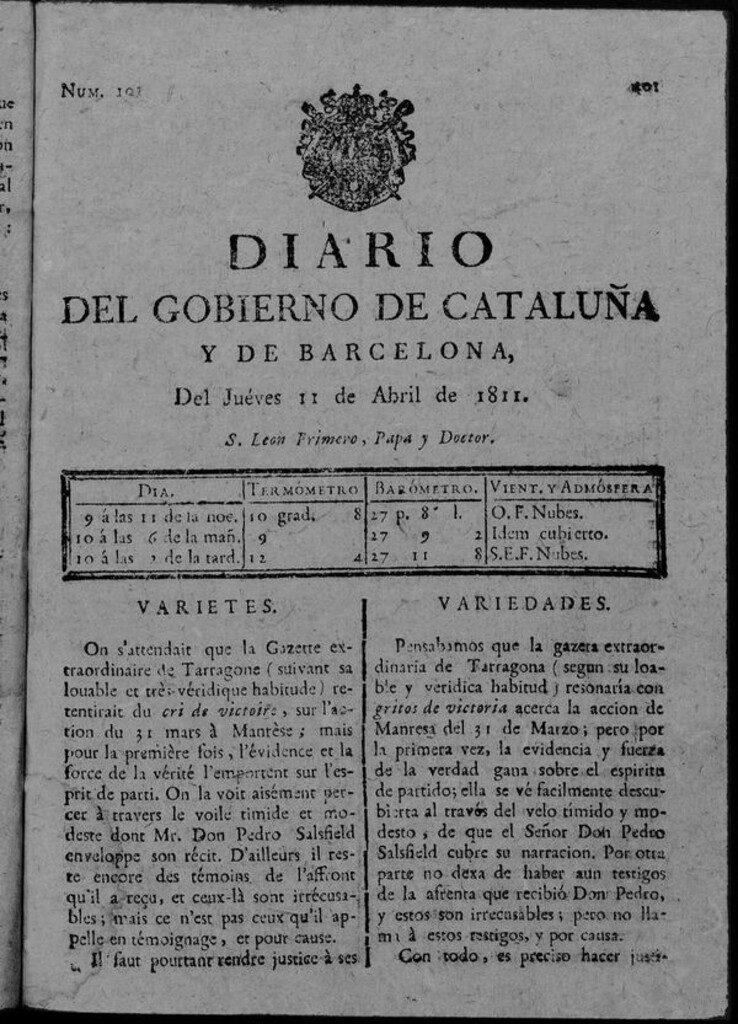 NUM. 101
401
DIARIO
DEL GOBIERNO DE CATALUÑA
Y DE BARCELONA,
Del Juéves 11 de Abril de 1811.
S. Leon Primero, Papa y Doctor.
DIA. TERMÓMETRO BARÓMETRO. VIENT. Y ADMÓSFERA
9 á las 11 de la noe. 10 grad. 8 27 p. 8 l. O. F. Nubes.
10 á las 6 de la mañ. 9 27 9 2 Idem cubierto.
10 á las 2 de la tard. 12 4 27 11 8 S.E.F. Nubes.
VARIETES.
On s'attendait que la Gazette ex-
traordinaire de Tarragone (suivant sa
louable et très-véridique habitude) re-
tentirait du cri de victoire, sur l'ac-
tion du 31 mars à Manrèse; mais
pour la première fois, l'évidence et la
force de la vérité l'emportent sur l'es-
prit de parti. On la voit aisément per-
cer à travers le voile timide et mo-
deste dont Mr. Don Pedro Salsfield
enveloppe son récit. D'ailleurs il res-
te encore des témoins de l'affront
qu'il a reçu, et ceux-là sont irrécusa-
bles; mais ce n'est pas ceux qu'il ap-
pelle en témoignage, et pour cause.
Il faut pourtant rendre justice à ses
VARIEDADES.
Pensabamos que la gazeta extraor-
dinaria de Tarragona (segun su loa-
ble y veridica habitud) resonaría con
gritos de victoria acerca la accion de
Manresa del 31 de Marzo; pero por
la primera vez, la evidencia y fuerza
de la verdad gana sobre el espiritu
de partido; ella se vé facilmente descu-
bierta al través del velo tímido y mo-
desto, de que el Señor Don Pedro
Salsfield cubre su narracion. Por otra
parte no dexa de haber aun testigos
de la afrenta que recibió Don Pedro,
y estos son irrecusables; pero no lla-
ma à estos testigos, y por causa.
Con todo, es preciso hacer justi-